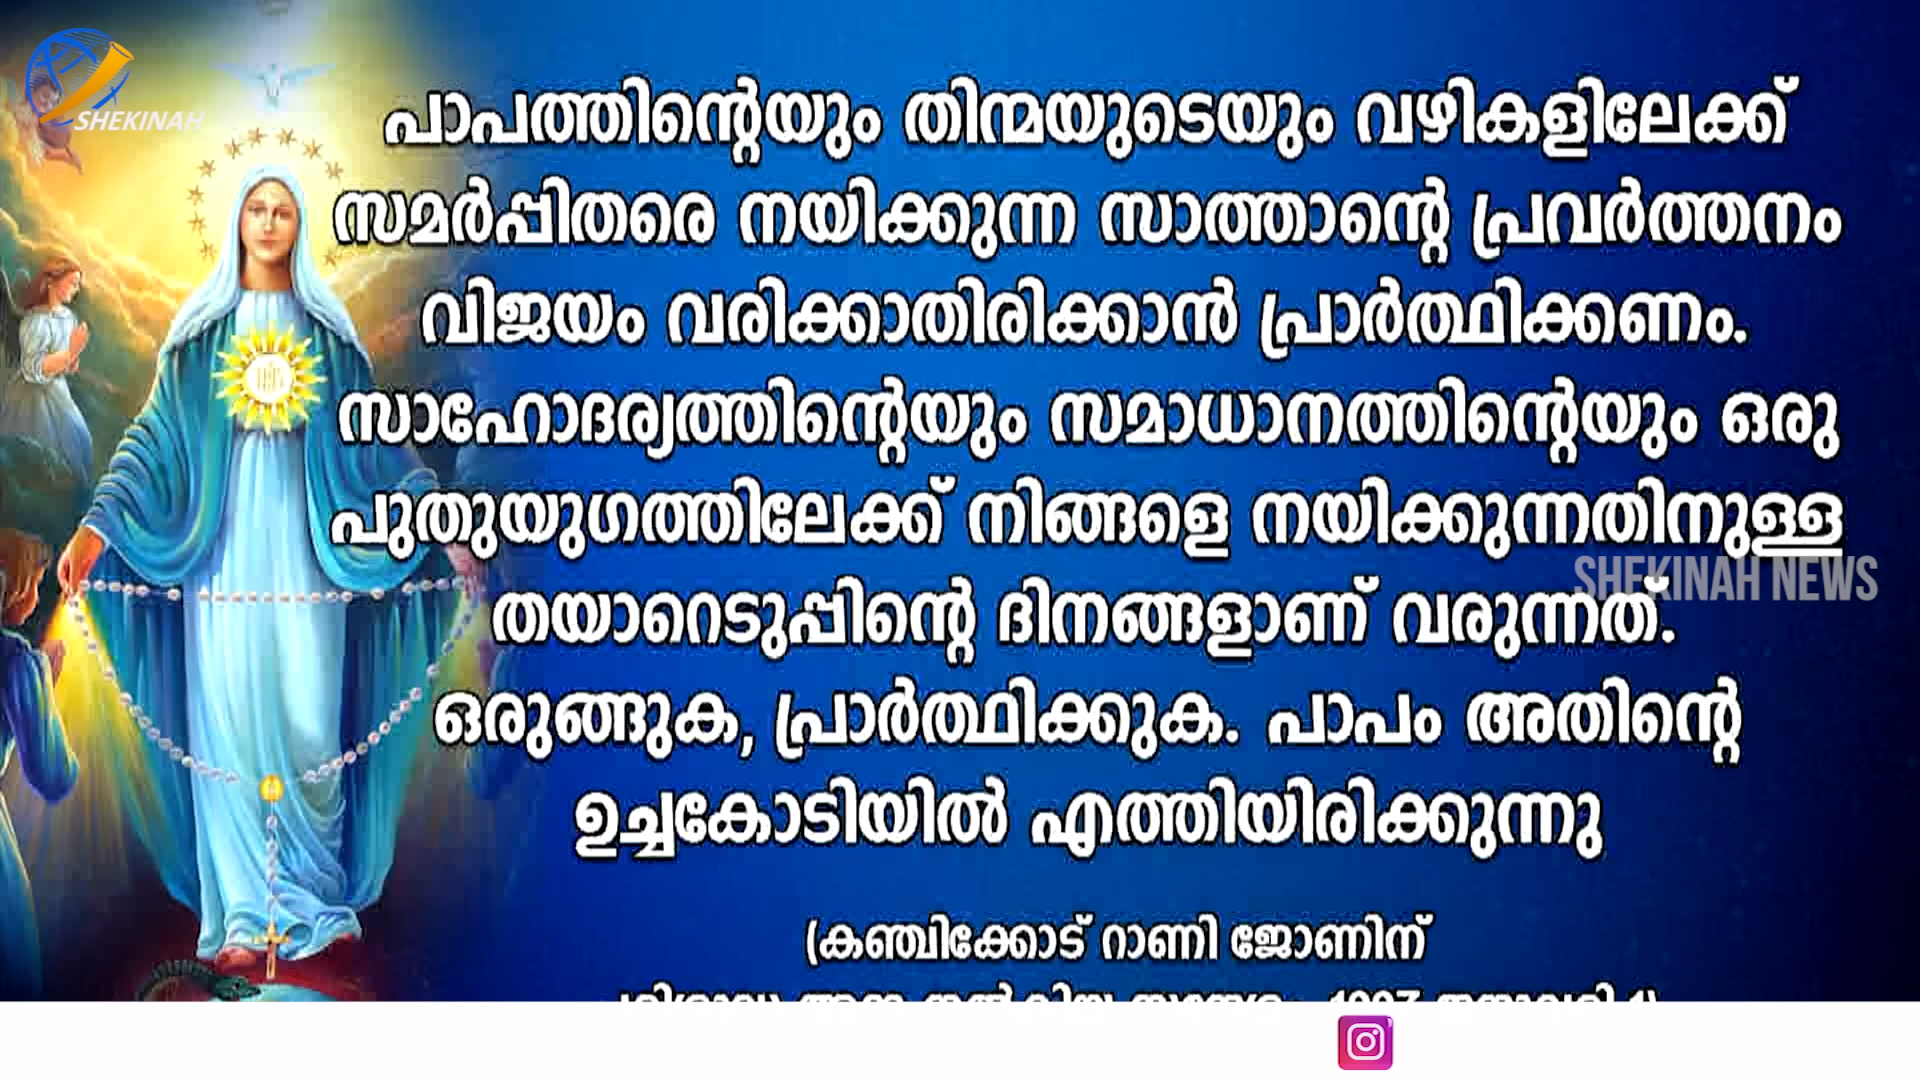 SHEKINAH
പാപത്തിന്റെയും തിന്മയുടെയും വഴികളിലേക്ക്
സമർപ്പിതരെ നയിക്കുന്ന സാത്താന്റെ പ്രവർത്തനം
വിജയം വരിക്കാതിരിക്കാൻ പ്രാർത്ഥിക്കണം.
സാഹോദര്യത്തിന്റെയും സമാധാനത്തിന്റെയും ഒരു
പുതുയുഗത്തിലേക്ക് നിങ്ങളെ നയിക്കുന്നതിനുള്ള
SHEKINAH NEWS
തയാറെടുപ്പിന്റെ ദിനങ്ങളാണ് വരുന്നത്.
ഒരുങ്ങുക, പ്രാർത്ഥിക്കുക. പാപം അതിന്റെ
ഉച്ചകോടിയിൽ എത്തിയിരിക്കുന്നു
(കഞ്ചിക്കോട് റാണി ജോണിന്